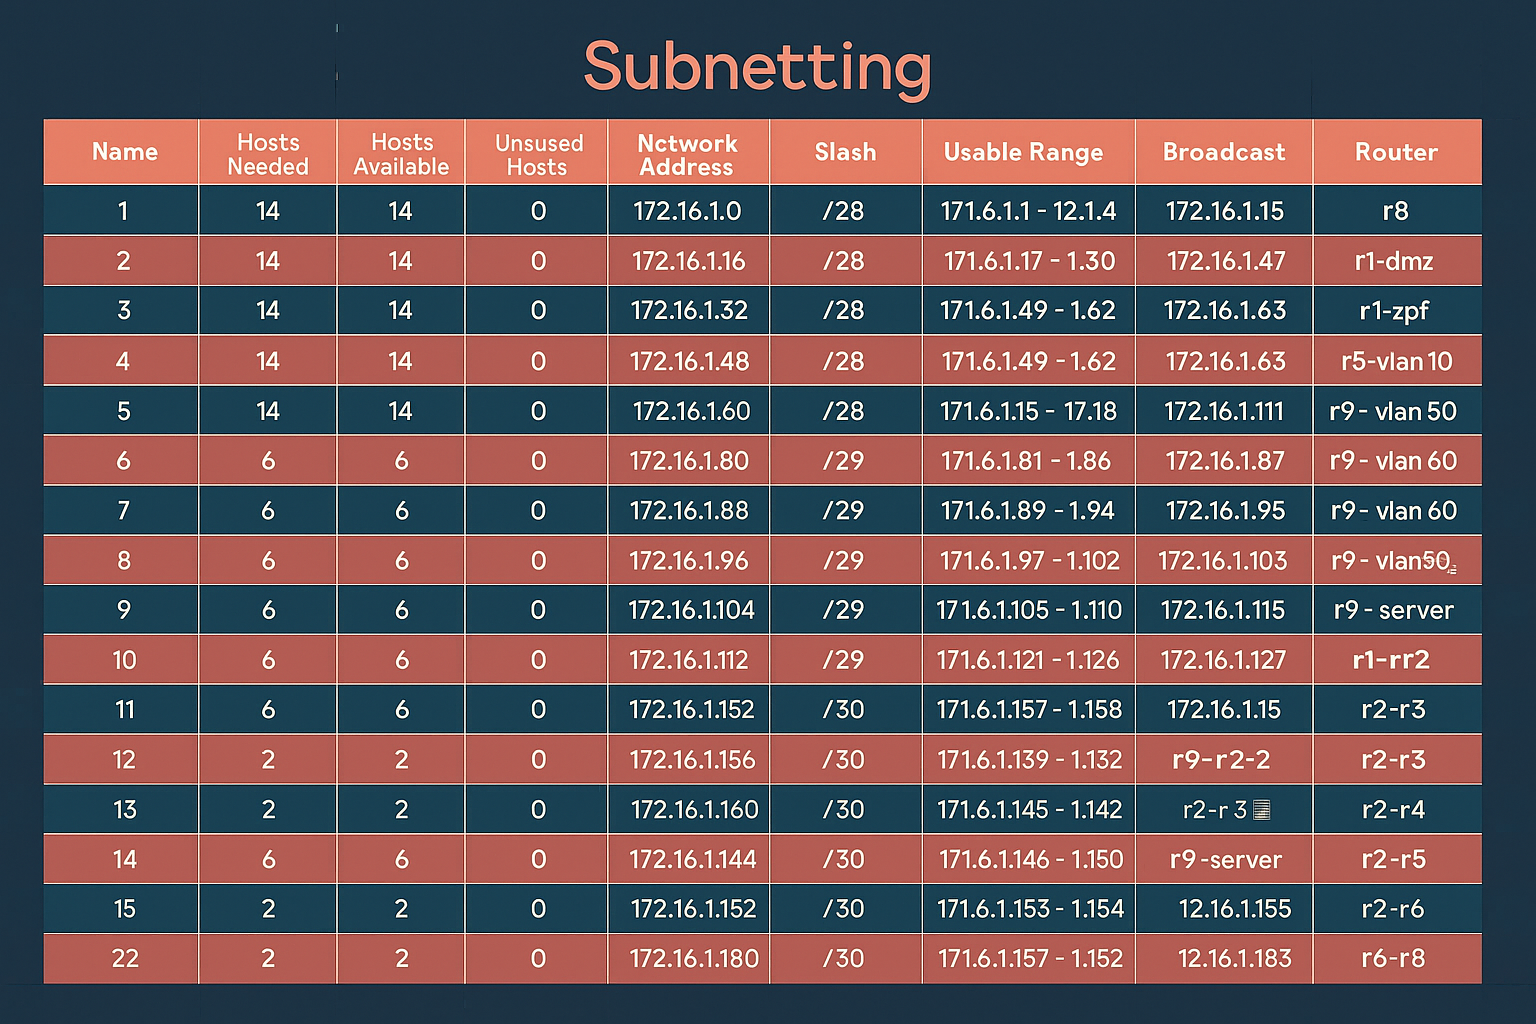 Subnetting
Name Hosts Needed Hosts Available Unsused Hosts Nctwork Address Slash Usable Range Broadcast Router
1 14 14 0 172.16.1.0 /28 171.6.1.1 - 12.1.4 172.16.1.15 r8
2 14 14 0 172.16.1.16 /28 171.6.1.17 - 1.30 172.16.1.47 r1-dmz
3 14 14 0 172.16.1.32 /28 171.6.1.49 - 1.62 172.16.1.63 r1-zpf
4 14 14 0 172.16.1.48 /28 171.6.1.49 - 1.62 172.16.1.63 r5-vlan 10
5 14 14 0 172.16.1.60 /28 171.6.1.15 - 17.18 172.16.1.111 r9 - vlan 50
6 6 6 0 172.16.1.80 /29 171.6.1.81 - 1.86 172.16.1.87 r9 - vlan 60
7 6 6 0 172.16.1.88 /29 171.6.1.89 - 1.94 172.16.1.95 r9 - vlan 60
8 6 6 0 172.16.1.96 /29 171.6.1.97 - 1.102 172.16.1.103 r9 - vlan50
9 6 6 0 172.16.1.104 /29 171.6.1.105 - 1.110 172.16.1.115 r9 - server
10 6 6 0 172.16.1.112 /29 171.6.1.121 - 1.126 172.16.1.127 r1-rr2
11 6 6 0 172.16.1.152 /30 171.6.1.157 - 1.158 172.16.1.15 r2-r3
12 2 2 0 172.16.1.156 /30 171.6.1.139 - 1.132 r9-r2-2 r2-r3
13 2 2 0 172.16.1.160 /30 171.6.1.145 - 1.142 r2-r 3 r2-r4
14 6 6 0 172.16.1.144 /30 171.6.1.146 - 1.150 r9-server r2-r5
15 2 2 0 172.16.1.152 /30 171.6.1.153 - 1.154 12.16.1.155 r2-r6
22 2 2 0 172.16.1.180 /30 171.6.1.157 - 1.152 12.16.1.183 r6-r8